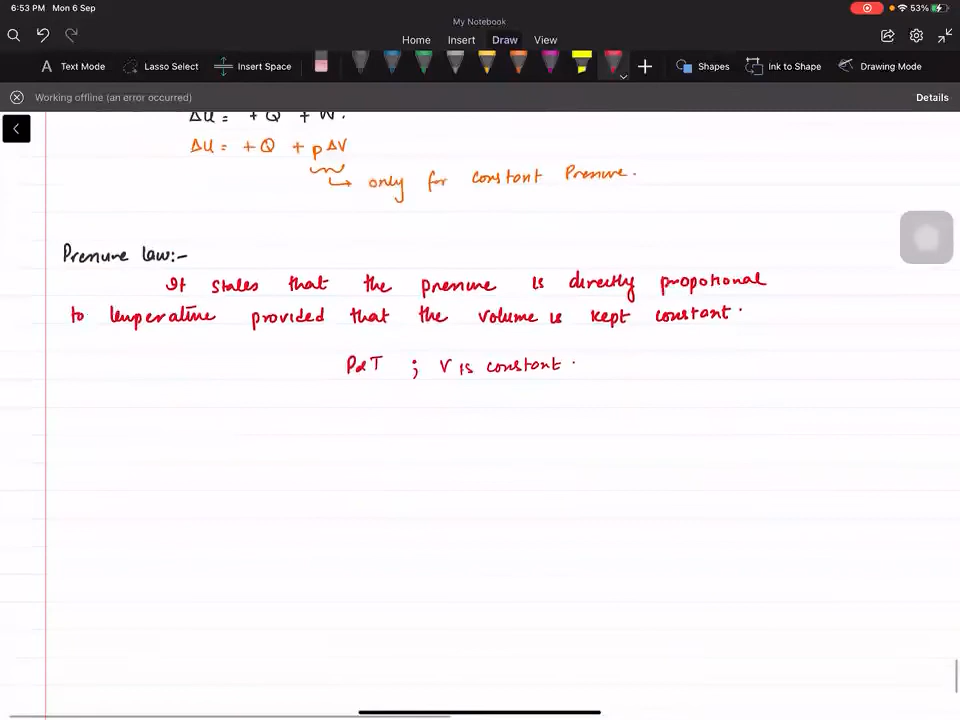 6:53 PM Mon 6 Sep
53%
My Notebook
Home Insert Draw View
Text Mode Lasso Select Insert Space Shapes Ink to Shape Drawing Mode
Working offline (an error occurred) Details
ΔU = +Q + W.
ΔU = +Q + pΔV
only for constant Pressure.
Pressure law:-
It states that the pressure is directly propotional
to temperature provided that the volume is kept constant.
P∝T ; V is constant.